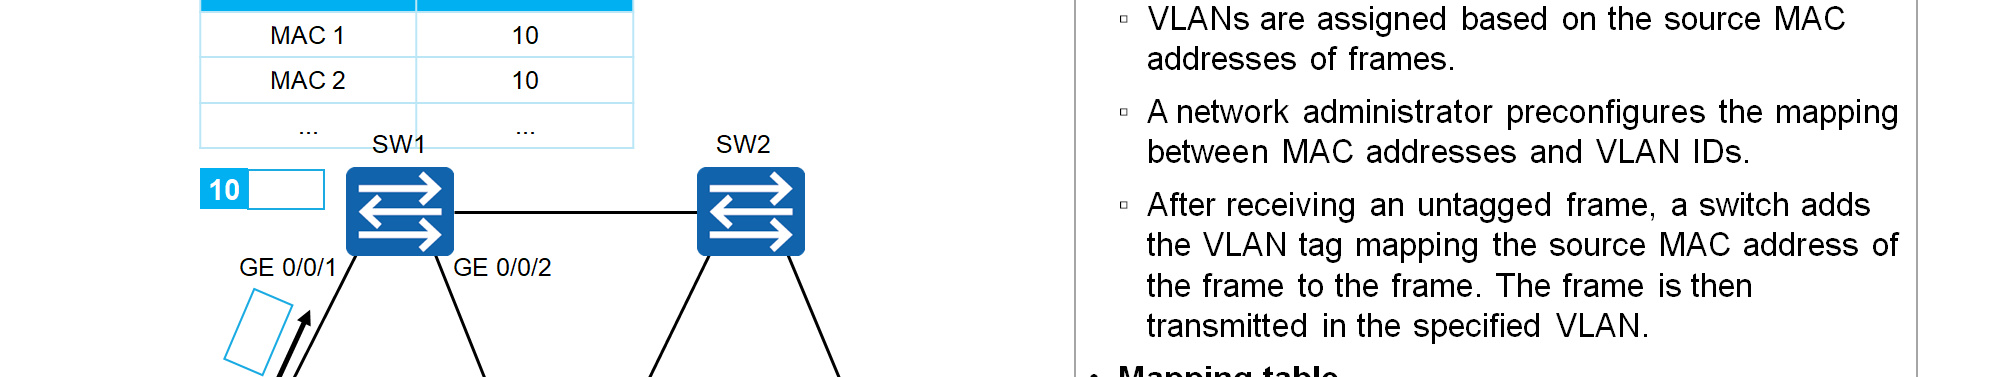 MAC 1 10
MAC 2 10
... ...
SW1 SW2
10
GE 0/0/1 GE 0/0/2
▫ VLANs are assigned based on the source MAC
addresses of frames.
▫ A network administrator preconfigures the mapping
between MAC addresses and VLAN IDs.
▫ After receiving an untagged frame, a switch adds
the VLAN tag mapping the source MAC address of
the frame to the frame. The frame is then
transmitted in the specified VLAN.
• Mapping table